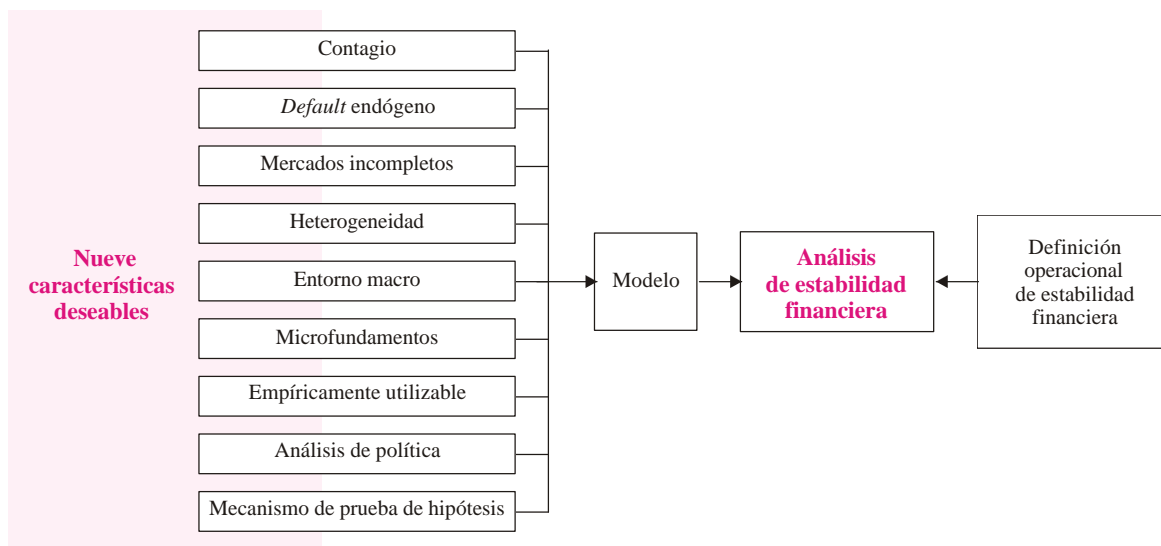 Contagio
Default endógeno
Mercados incompletos
Heterogeneidad
Nueve
características
deseables
Entorno macro
Microfundamentos
Empíricamente utilizable
Análisis de política
Mecanismo de prueba de hipótesis
Modelo
Análisis
de estabilidad
financiera
Definición
operacional
de estabilidad
financiera